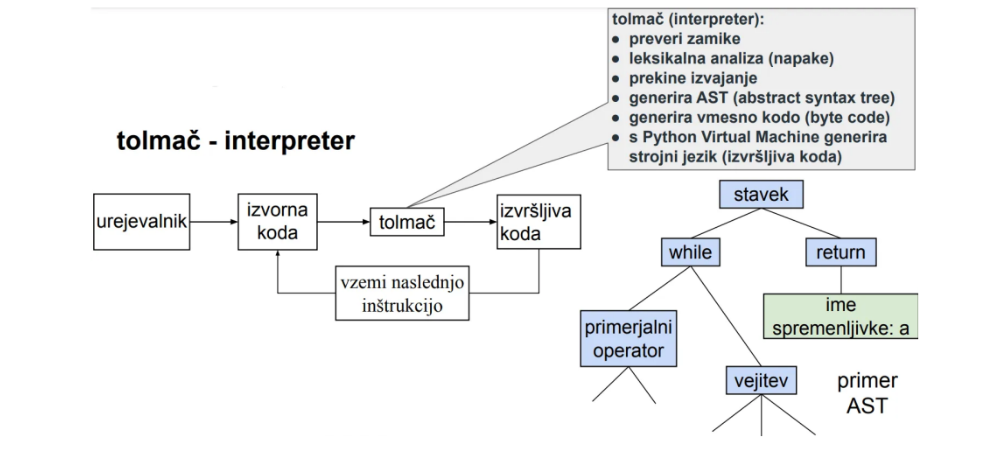 tolmač (interpreter):
● preveri zamike
● leksikalna analiza (napake)
● prekine izvajanje
● generira AST (abstract syntax tree)
● generira vmesno kodo (byte code)
● s Python Virtual Machine generira
strojni jezik (izvršljiva koda)
tolmač - interpreter
urejevalnik
izvorna
koda
tolmač
izvršljiva
koda
vzemi naslednjo
inštrukcijo
stavek
while
return
primerjalni
operator
ime
spremenljivke: a
vejitev
primer
AST